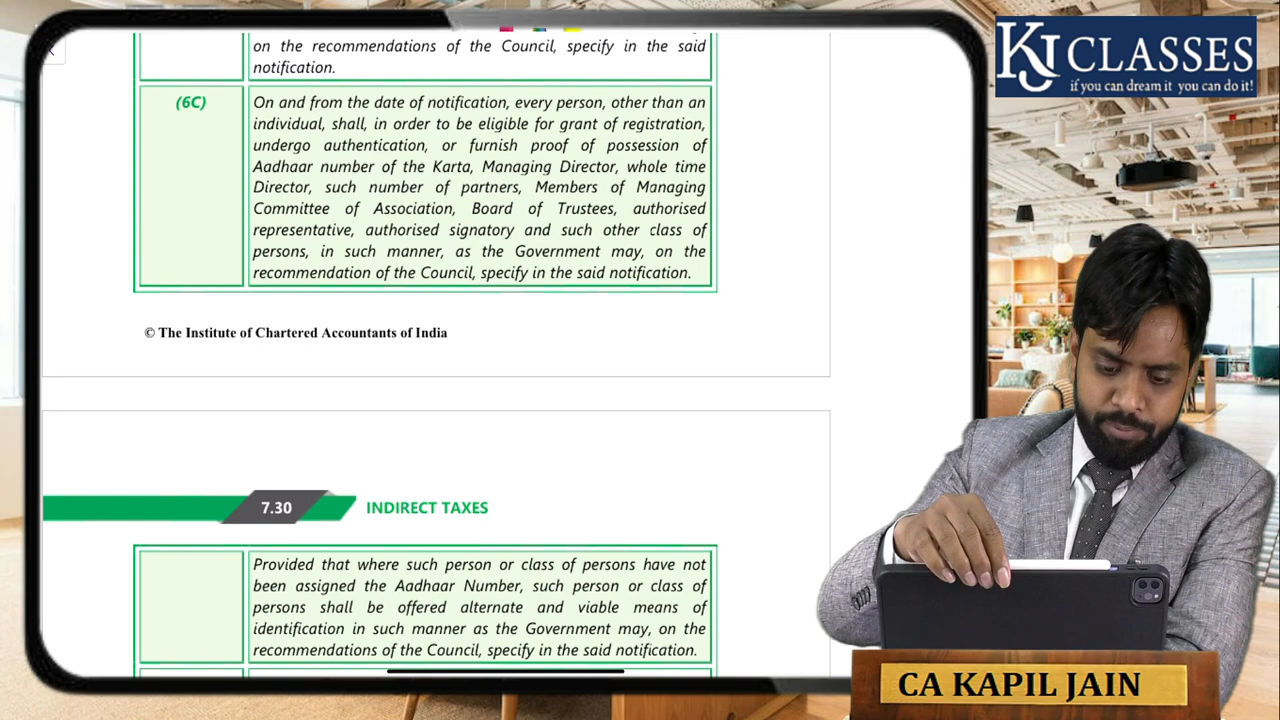 on the recommendations of the Council, specify in the said
notification.
(6C)
On and from the date of notification, every person, other than an
individual, shall, in order to be eligible for grant of registration,
undergo authentication, or furnish proof of possession of
Aadhaar number of the Karta, Managing Director, whole time
Director, such number of partners, Members of Managing
Committee of Association, Board of Trustees, authorised
representative, authorised signatory and such other class of
persons, in such manner, as the Government may, on the
recommendation of the Council, specify in the said notification.
© The Institute of Chartered Accountants of India
7.30
INDIRECT TAXES
Provided that where such person or class of persons have not
been assigned the Aadhaar Number, such person or class of
persons shall be offered alternate and viable means of
identification in such manner as the Government may, on the
recommendations of the Council, specify in the said notification.
KJ CLASSES
if you can dream it you can do it!
CA KAPIL JAIN